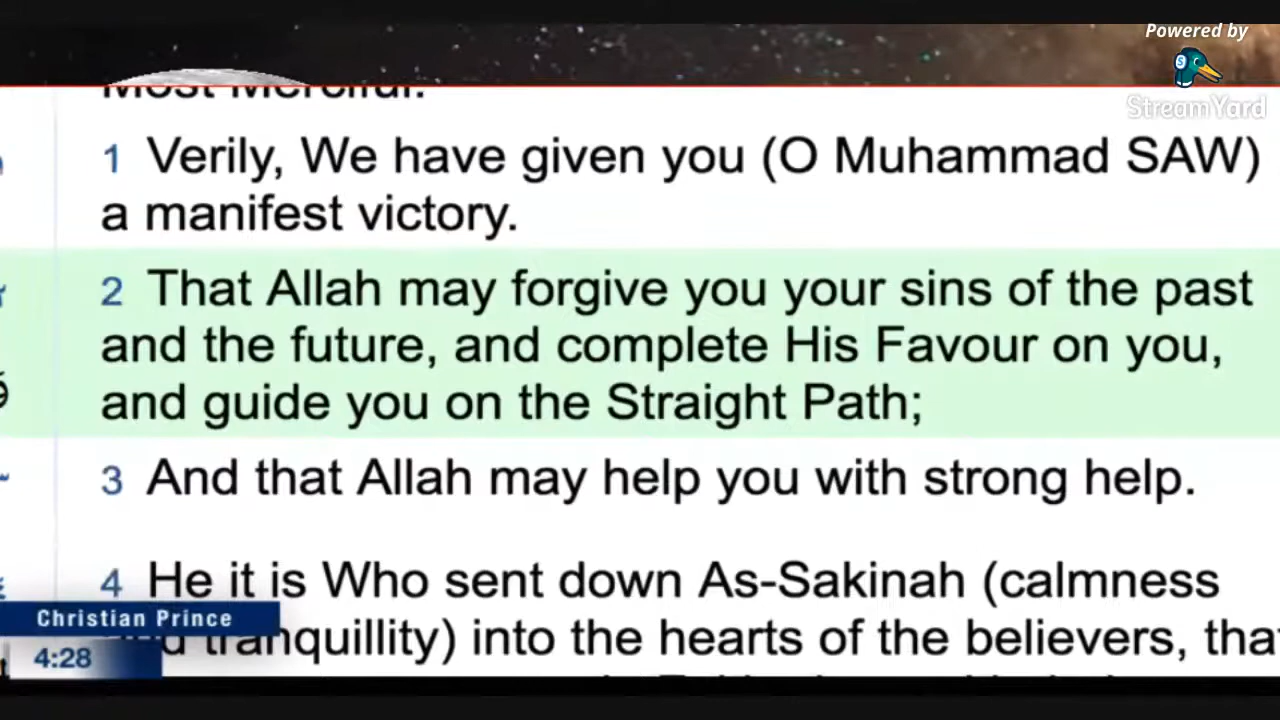 Powered by
StreamYard
Most Merciful.
1 Verily, We have given you (O Muhammad SAW)
a manifest victory.
2 That Allah may forgive you your sins of the past
and the future, and complete His Favour on you,
and guide you on the Straight Path;
3 And that Allah may help you with strong help.
4 He it is Who sent down As-Sakinah (calmness
tranquillity) into the hearts of the believers,
Christian Prince
4:28